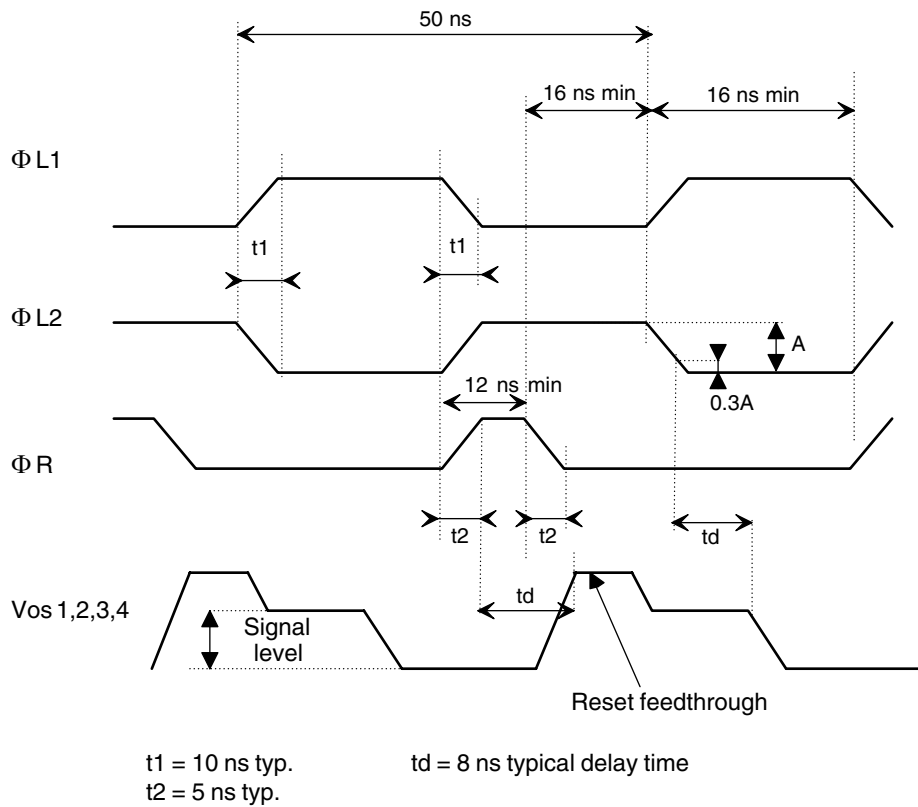 50 ns
16 ns min
16 ns min
Φ L1
t1
t1
Φ L2
A
12 ns min
0.3A
Φ R
t2
t2
td
td
Vos 1,2,3,4
Signal
level
Reset feedthrough
t1 = 10 ns typ.
td = 8 ns typical delay time
t2 = 5 ns typ.